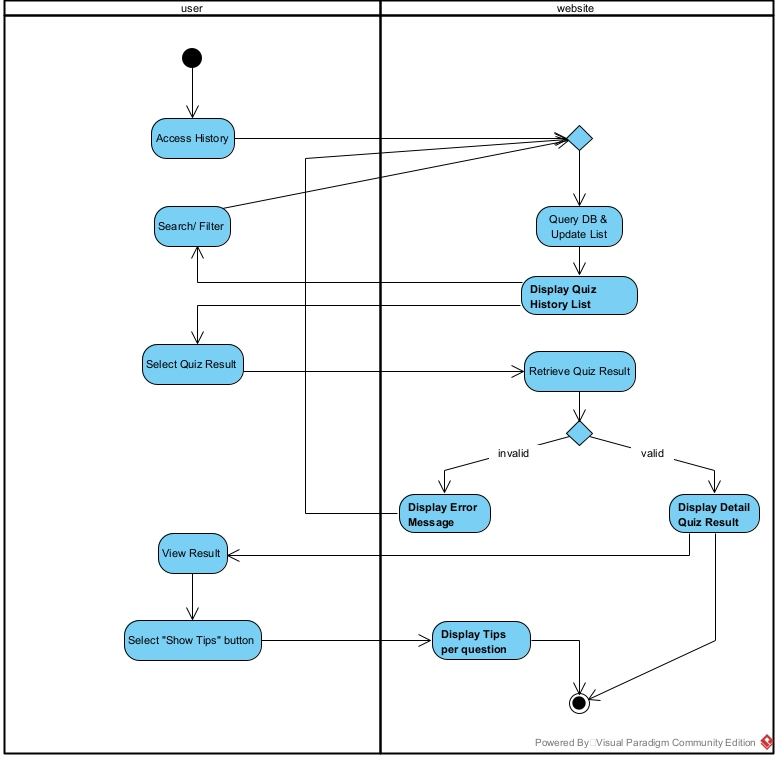 user
website
Access History
Search/ Filter
Query DB &
Update List
Display Quiz
History List
Select Quiz Result
Retrieve Quiz Result
invalid
valid
Display Error
Message
Display Detail
Quiz Result
View Result
Select "Show Tips" button
Display Tips
per question
Powered By Visual Paradigm Community Edition